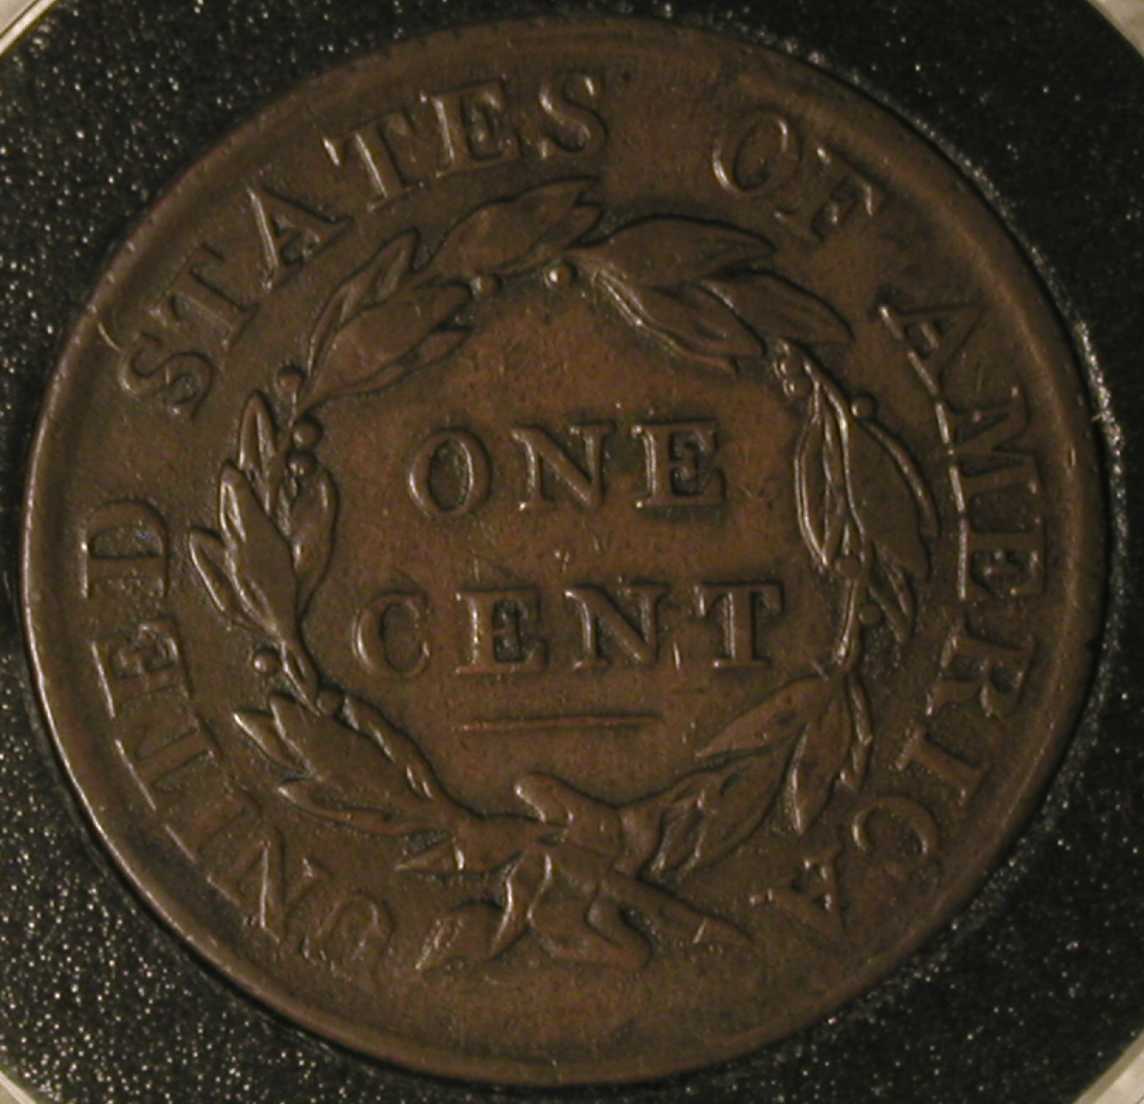 UNITED STATES OF AMERICA
ONE
CENT